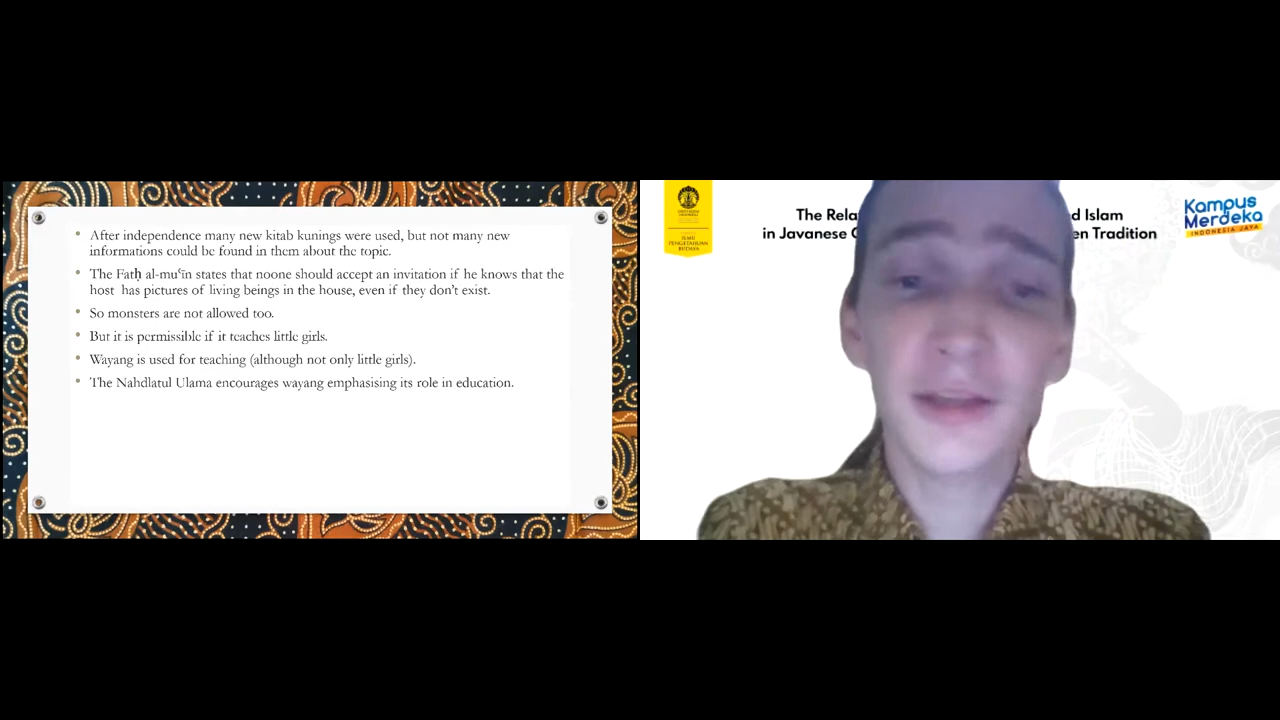 After independence many new kitab kunings were used, but not many new
informations could be found in them about the topic.
The Fatḥ al-muʿīn states that noone should accept an invitation if he knows that the
host has pictures of living beings in the house, even if they don't exist.
So monsters are not allowed too.
But it is permissible if it teaches little girls.
Wayang is used for teaching (although not only little girls).
The Nahdlatul Ulama encourages wayang emphasising its role in education.
ILMU
PENGETAHUAN
BUDAYA
The Rela d Islam
in Javanese C en Tradition
Kampus
Merdeka
INDONESIA JAYA